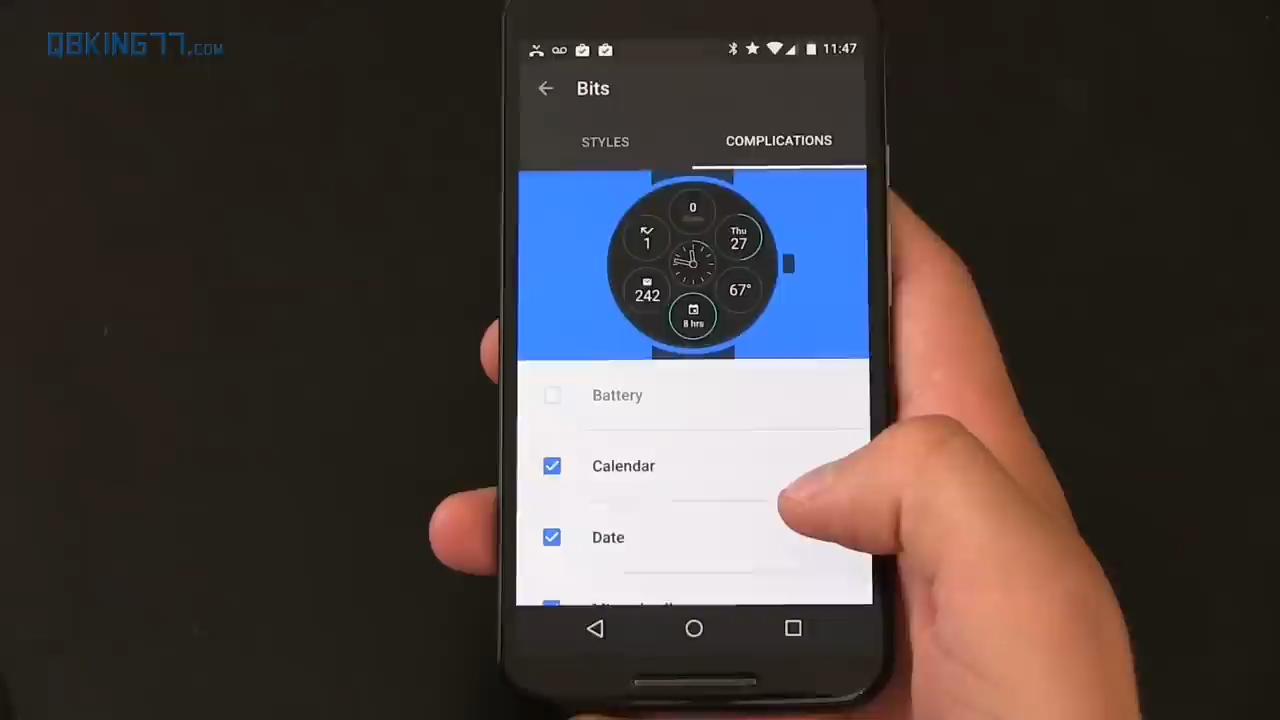 QBKING77.COM
11:47
Bits
STYLES
COMPLICATIONS
0
1
Thu
27
242
67°
8 hrs
Battery
Calendar
Date